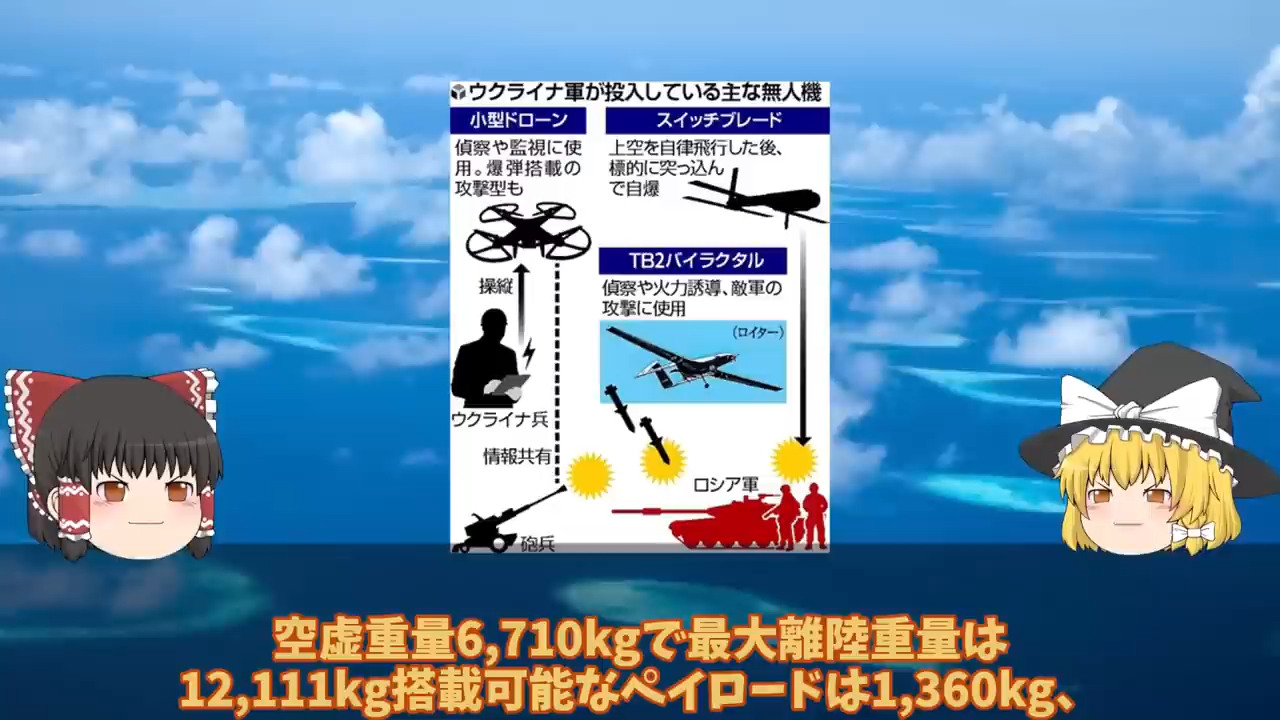 ウクライナ軍が投入している主な無人機
小型ドローン
偵察や監視に使
用。爆弾搭載の
攻撃型も
操縦
ウクライナ兵
情報共有
砲兵
スイッチブレード
上空を自律飛行した後、
標的に突っ込ん
で自爆
TB2バイラクタル
偵察や火力誘導、敵軍の
攻撃に使用
(ロイター)
ロシア軍
空虚重量6,710kgで最大離陸重量は
12,111kg搭載可能なペイロードは1,360kg、